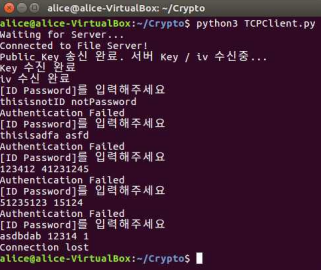 alice@alice-VirtualBox: ~/Crypto
alice@alice-VirtualBox:~/Crypto$ python3 TCPClient.py
Waiting for Server...
Connected to File Server!
Public_Key 송신 완료. 서버 Key / iv 수신중...
Key 수신 완료
iv 수신 완료
[ID Password]를 입력해주세요
thisisnotID notPassword
Authentication Failed
[ID Password]를 입력해주세요
thisisadfa asfd
Authentication Failed
[ID Password]를 입력해주세요
123412 41231245
Authentication Failed
[ID Password]를 입력해주세요
51235123 15124
Authentication Failed
[ID Password]를 입력해주세요
asdbdab 12314 1
Connection lost
alice@alice-VirtualBox:~/Crypto$